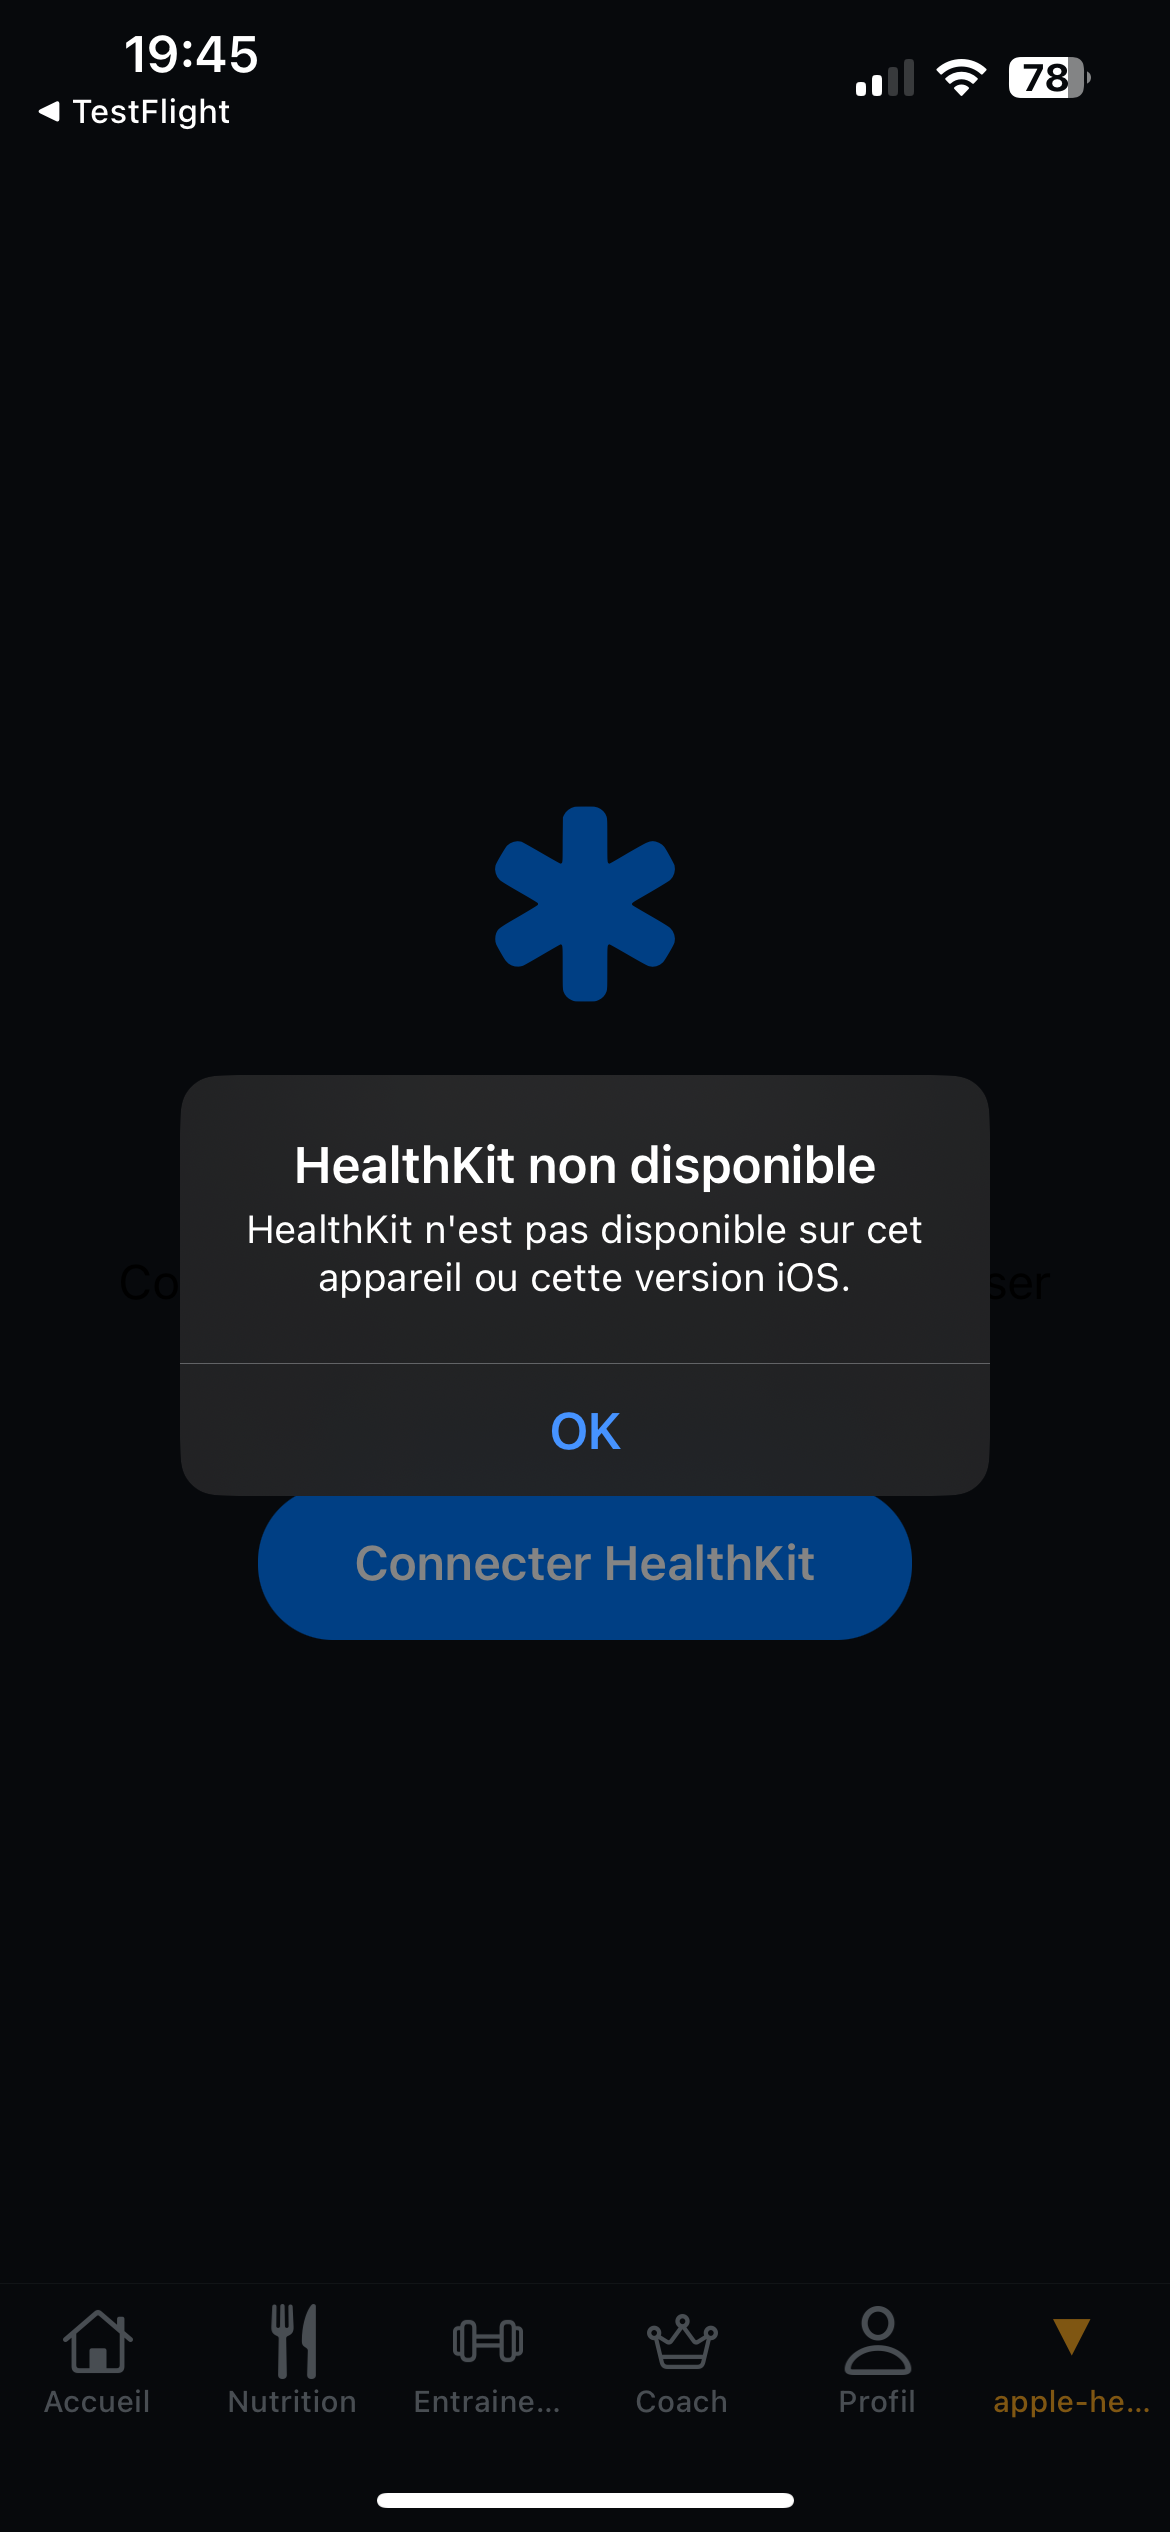 19:45
78
◀ TestFlight
HealthKit non disponible
HealthKit n'est pas disponible sur cet
appareil ou cette version iOS.
Co
ser
OK
Connecter HealthKit
Accueil
Nutrition
Entraine...
Coach
Profil
apple-he...